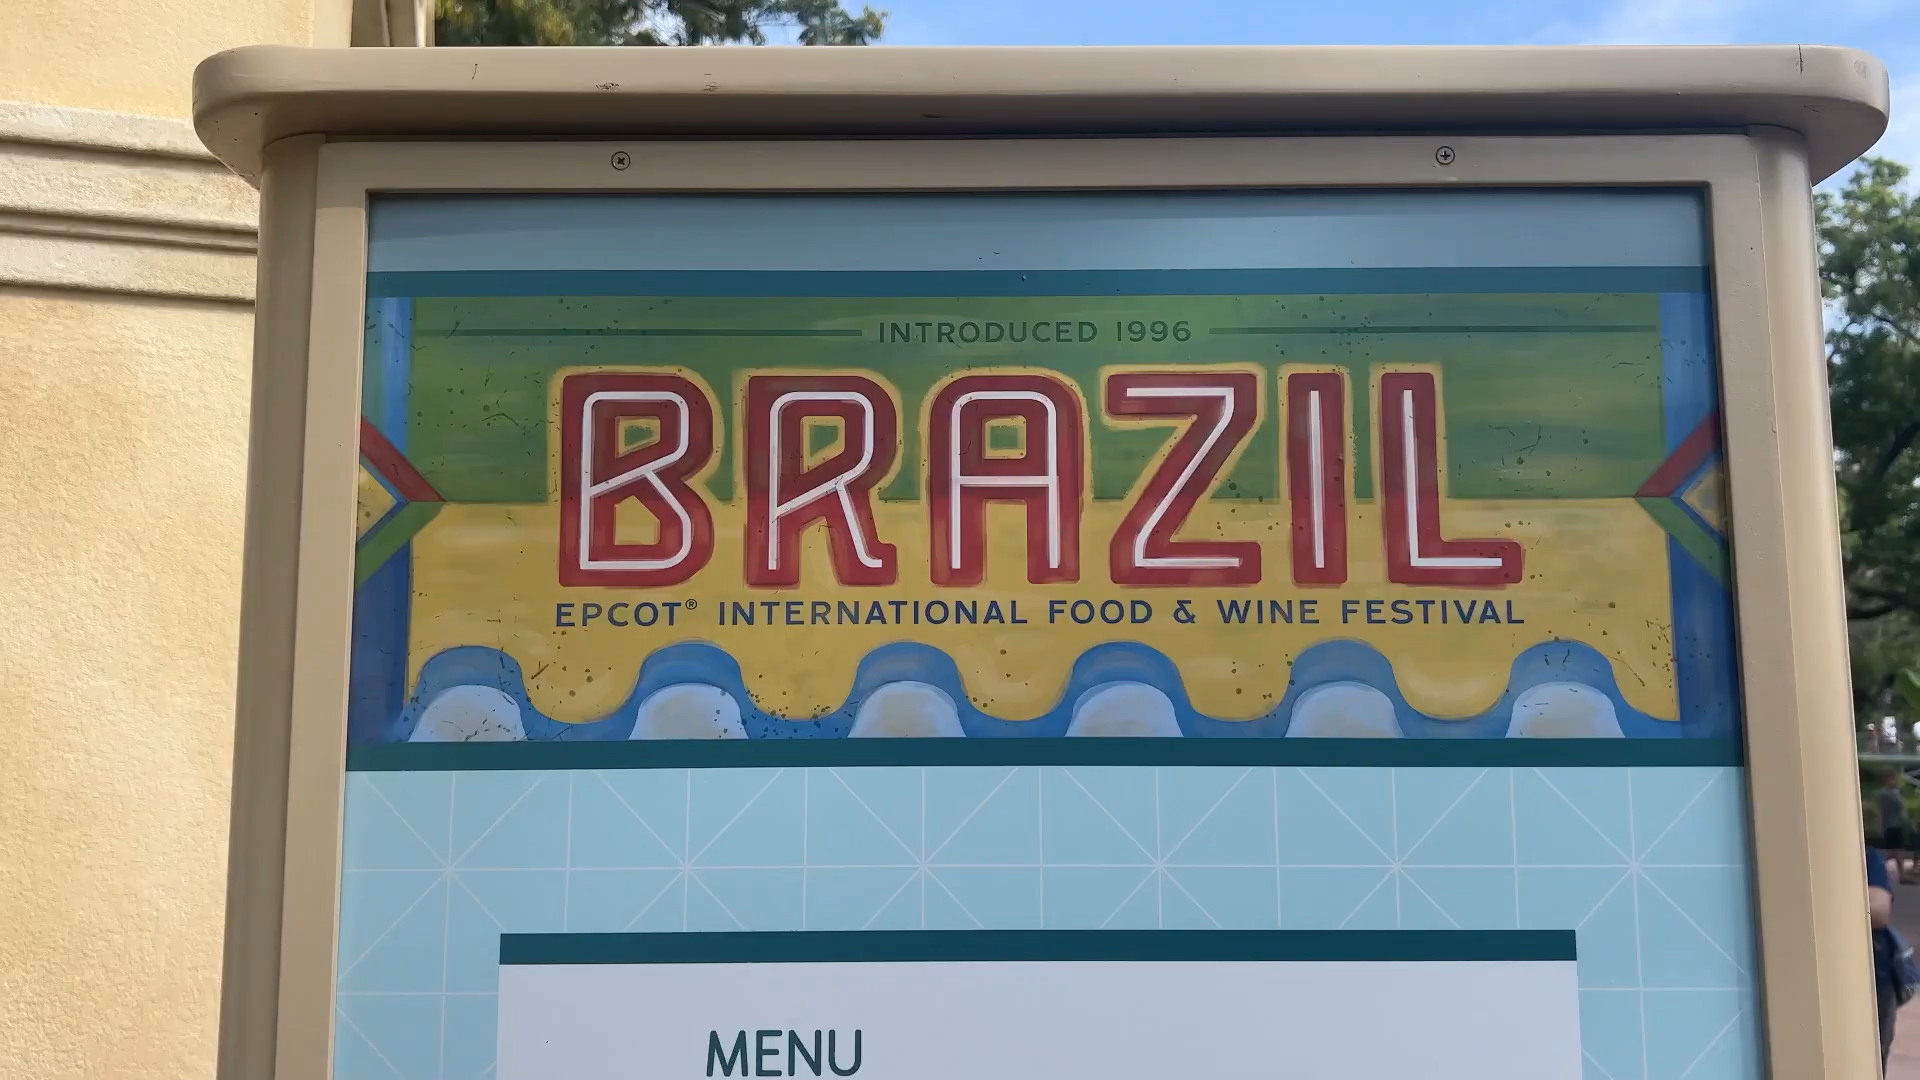 INTRODUCED 1996
BRAZIL
EPCOT® INTERNATIONAL FOOD & WINE FESTIVAL
MENU